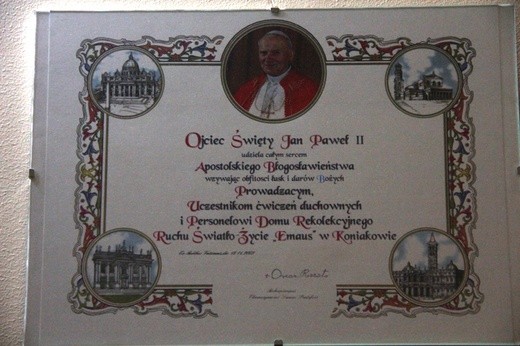 Ojciec Święty Jan Paweł II
udziela całym sercem
Apostolskiego Błogosławieństwa
wzywając obfitości łask i darów Bożych
Prowadzącym,
Uczestnikom ćwiczeń duchownych
i Personelowi Domu Rekolekcyjnego
Ruchu Światło Życie „Emaus" w Koniakowie